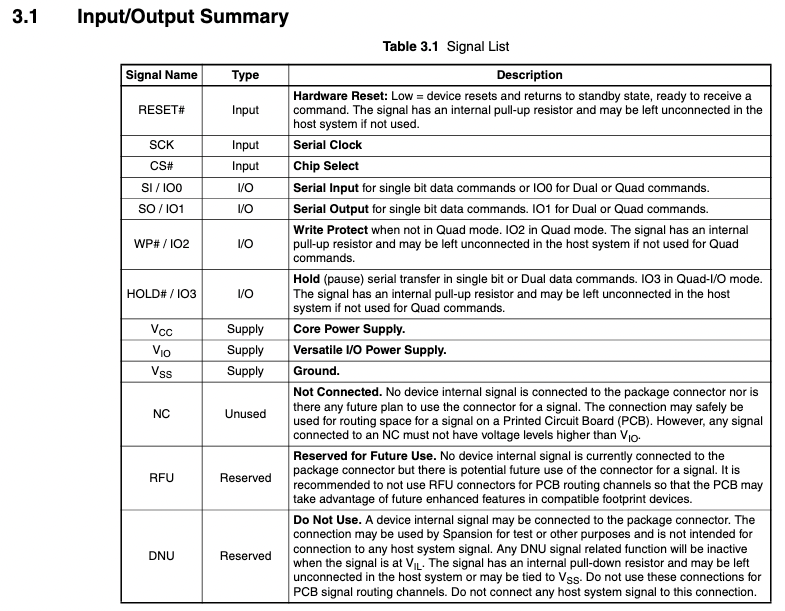 3.1 Input/Output Summary
Table 3.1 Signal List
Signal Name Type Description
RESET# Input Hardware Reset: Low = device resets and returns to standby state, ready to receive a
command. The signal has an internal pull-up resistor and may be left unconnected in the
host system if not used.
SCK Input Serial Clock
CS# Input Chip Select
SI / IO0 I/O Serial Input for single bit data commands or IO0 for Dual or Quad commands.
SO / IO1 I/O Serial Output for single bit data commands. IO1 for Dual or Quad commands.
WP# / IO2 I/O Write Protect when not in Quad mode. IO2 in Quad mode. The signal has an internal
pull-up resistor and may be left unconnected in the host system if not used for Quad
commands.
HOLD# / IO3 I/O Hold (pause) serial transfer in single bit or Dual data commands. IO3 in Quad-I/O mode.
The signal has an internal pull-up resistor and may be left unconnected in the host
system if not used for Quad commands.
VCC Supply Core Power Supply.
VIO Supply Versatile I/O Power Supply.
VSS Supply Ground.
NC Unused Not Connected. No device internal signal is connected to the package connector nor is
there any future plan to use the connector for a signal. The connection may safely be
used for routing space for a signal on a Printed Circuit Board (PCB). However, any signal
connected to an NC must not have voltage levels higher than VIO.
RFU Reserved Reserved for Future Use. No device internal signal is currently connected to the
package connector but there is potential future use of the connector for a signal. It is
recommended to not use RFU connectors for PCB routing channels so that the PCB may
take advantage of future enhanced features in compatible footprint devices.
DNU Reserved Do Not Use. A device internal signal may be connected to the package connector. The
connection may be used by Spansion for test or other purposes and is not intended for
connection to any host system signal. Any DNU signal related function will be inactive
when the signal is at VIL. The signal has an internal pull-down resistor and may be left
unconnected in the host system or may be tied to VSS. Do not use these connections for
PCB signal routing channels. Do not connect any host system signal to this connection.